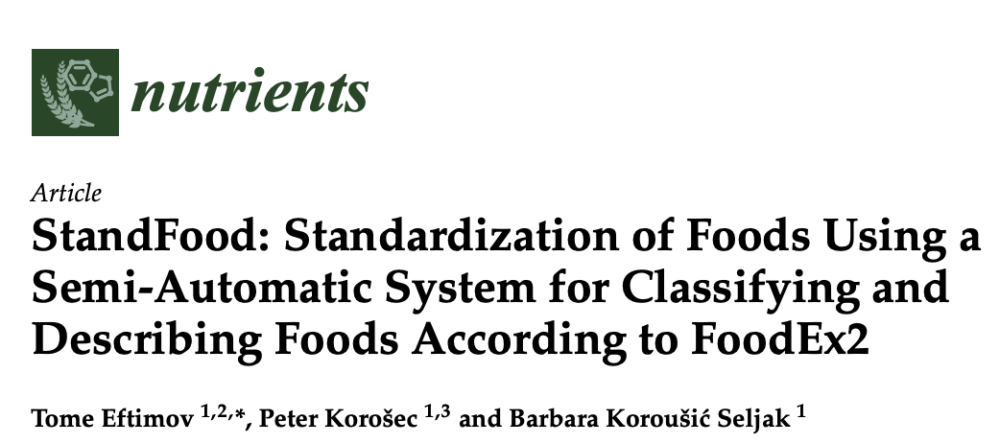 nutrients
Article
StandFood: Standardization of Foods Using a
Semi-Automatic System for Classifying and
Describing Foods According to FoodEx2
Tome Eftimov 1,2,*, Peter Korošec 1,3 and Barbara Koroušić Seljak 1